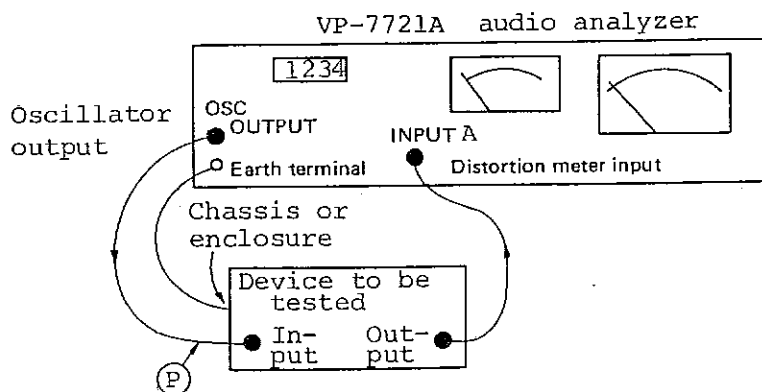 VP-7721A audio analyzer
1234
Oscillator
output
OSC
OUTPUT
INPUT A
Earth terminal
Distortion meter input
Chassis or
enclosure
Device to be
tested
In-
put
Out-
put
P